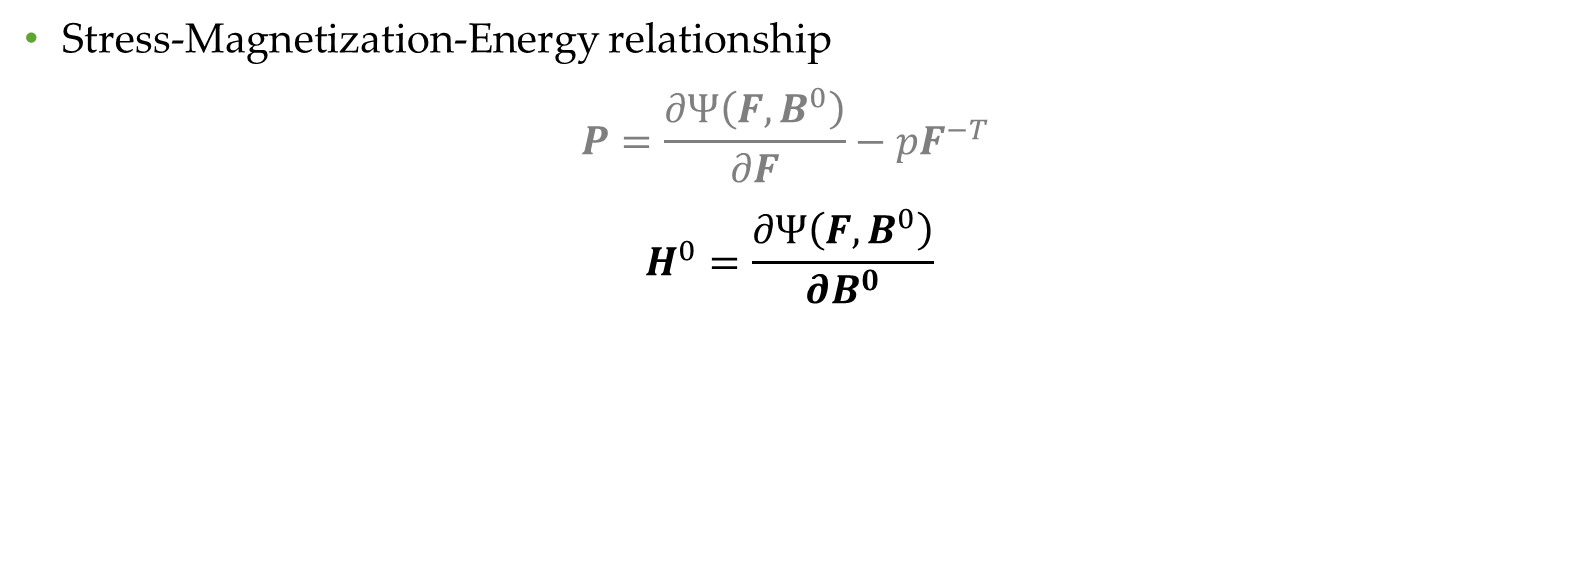 • Stress-Magnetization-Energy relationship
𝑷 = ∂Ψ(𝑭, 𝑩⁰) / ∂𝑭 − 𝑝𝑭⁻ᵀ
𝑯⁰ = ∂Ψ(𝑭, 𝑩⁰) / 𝝏𝑩⁰